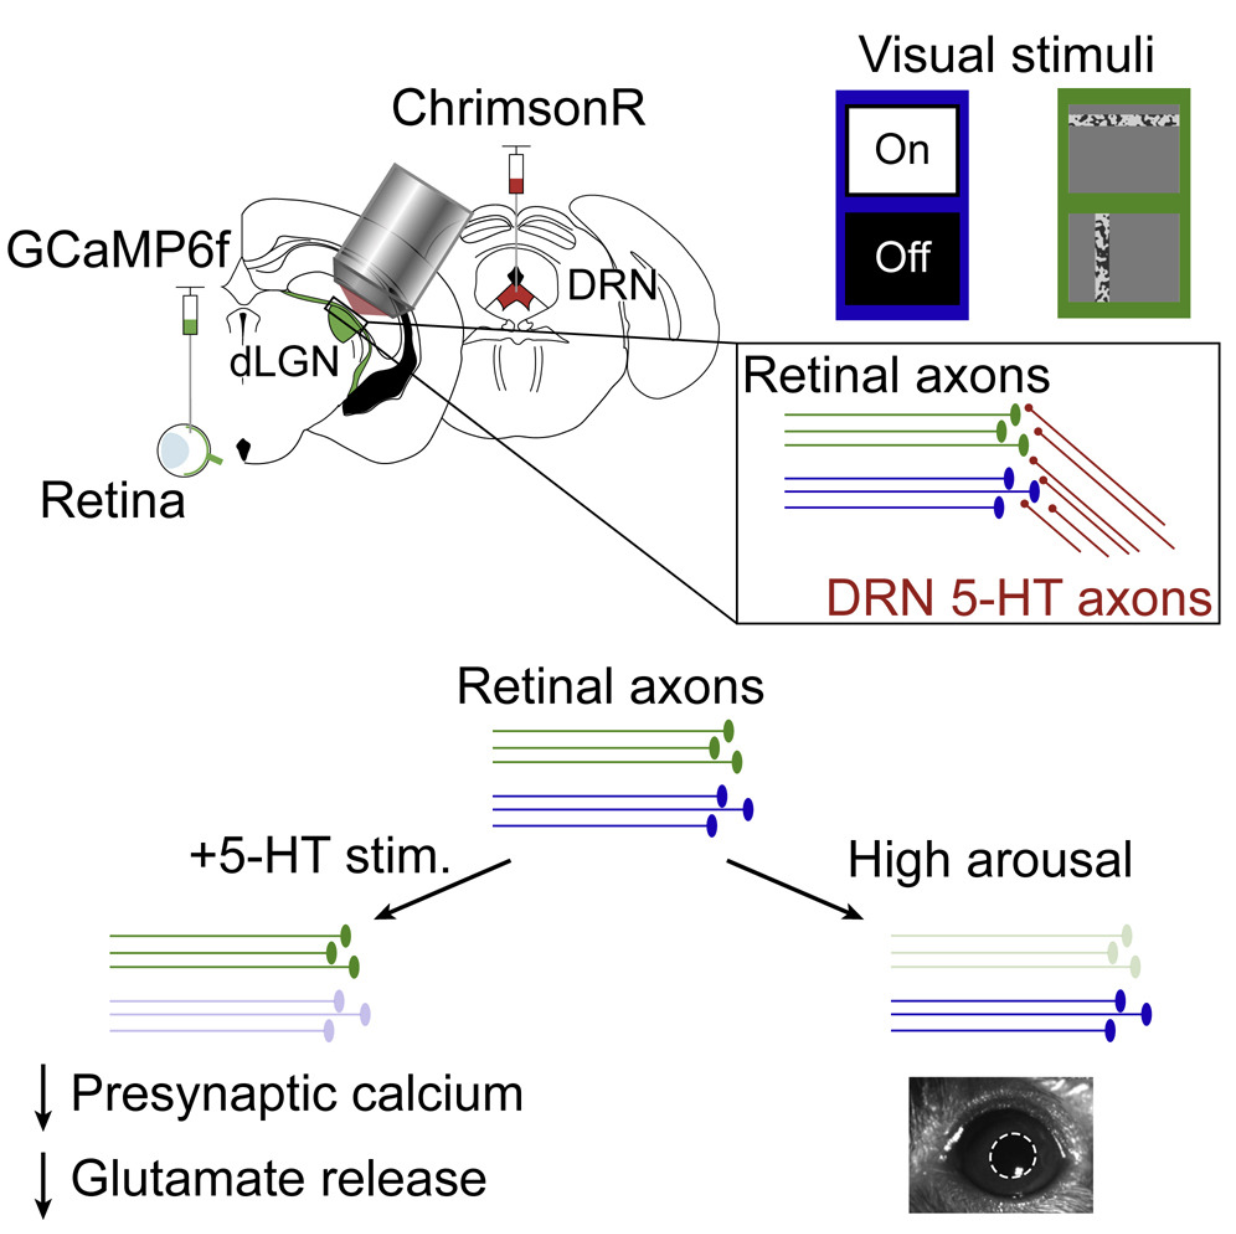 Visual stimuli
ChrimsonR
On
Off
GCaMP6f
DRN
dLGN
Retina
Retinal axons
DRN 5-HT axons
Retinal axons
+5-HT stim.
High arousal
↓ Presynaptic calcium
↓ Glutamate release